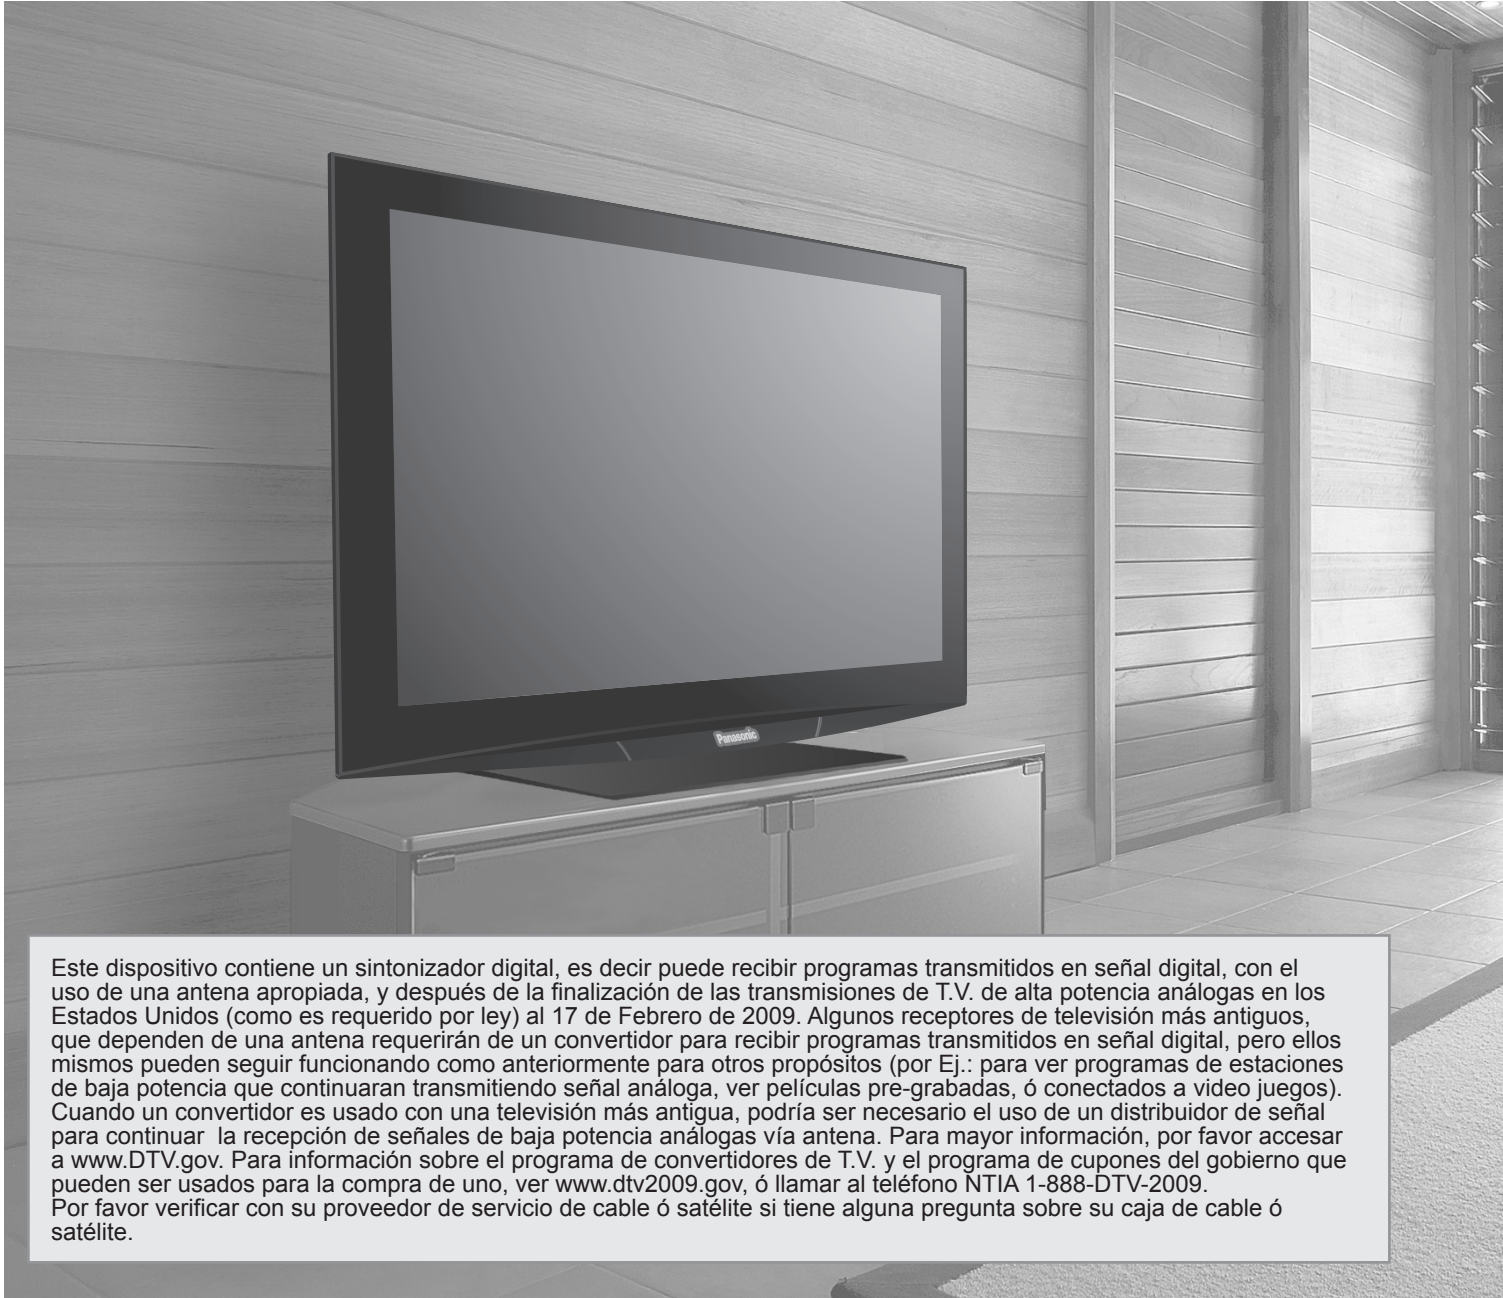 Panasonic
Este dispositivo contiene un sintonizador digital, es decir puede recibir programas transmitidos en señal digital, con el
uso de una antena apropiada, y después de la finalización de las transmisiones de T.V. de alta potencia análogas en los
Estados Unidos (como es requerido por ley) al 17 de Febrero de 2009. Algunos receptores de televisión más antiguos,
que dependen de una antena requerirán de un convertidor para recibir programas transmitidos en señal digital, pero ellos
mismos pueden seguir funcionando como anteriormente para otros propósitos (por Ej.: para ver programas de estaciones
de baja potencia que continuaran transmitiendo señal análoga, ver películas pre-grabadas, ó conectados a video juegos).
Cuando un convertidor es usado con una televisión más antigua, podría ser necesario el uso de un distribuidor de señal
para continuar  la recepción de señales de baja potencia análogas vía antena. Para mayor información, por favor accesar
a www.DTV.gov. Para información sobre el programa de convertidores de T.V. y el programa de cupones del gobierno que
pueden ser usados para la compra de uno, ver www.dtv2009.gov, ó llamar al teléfono NTIA 1-888-DTV-2009.
Por favor verificar con su proveedor de servicio de cable ó satélite si tiene alguna pregunta sobre su caja de cable ó
satélite.